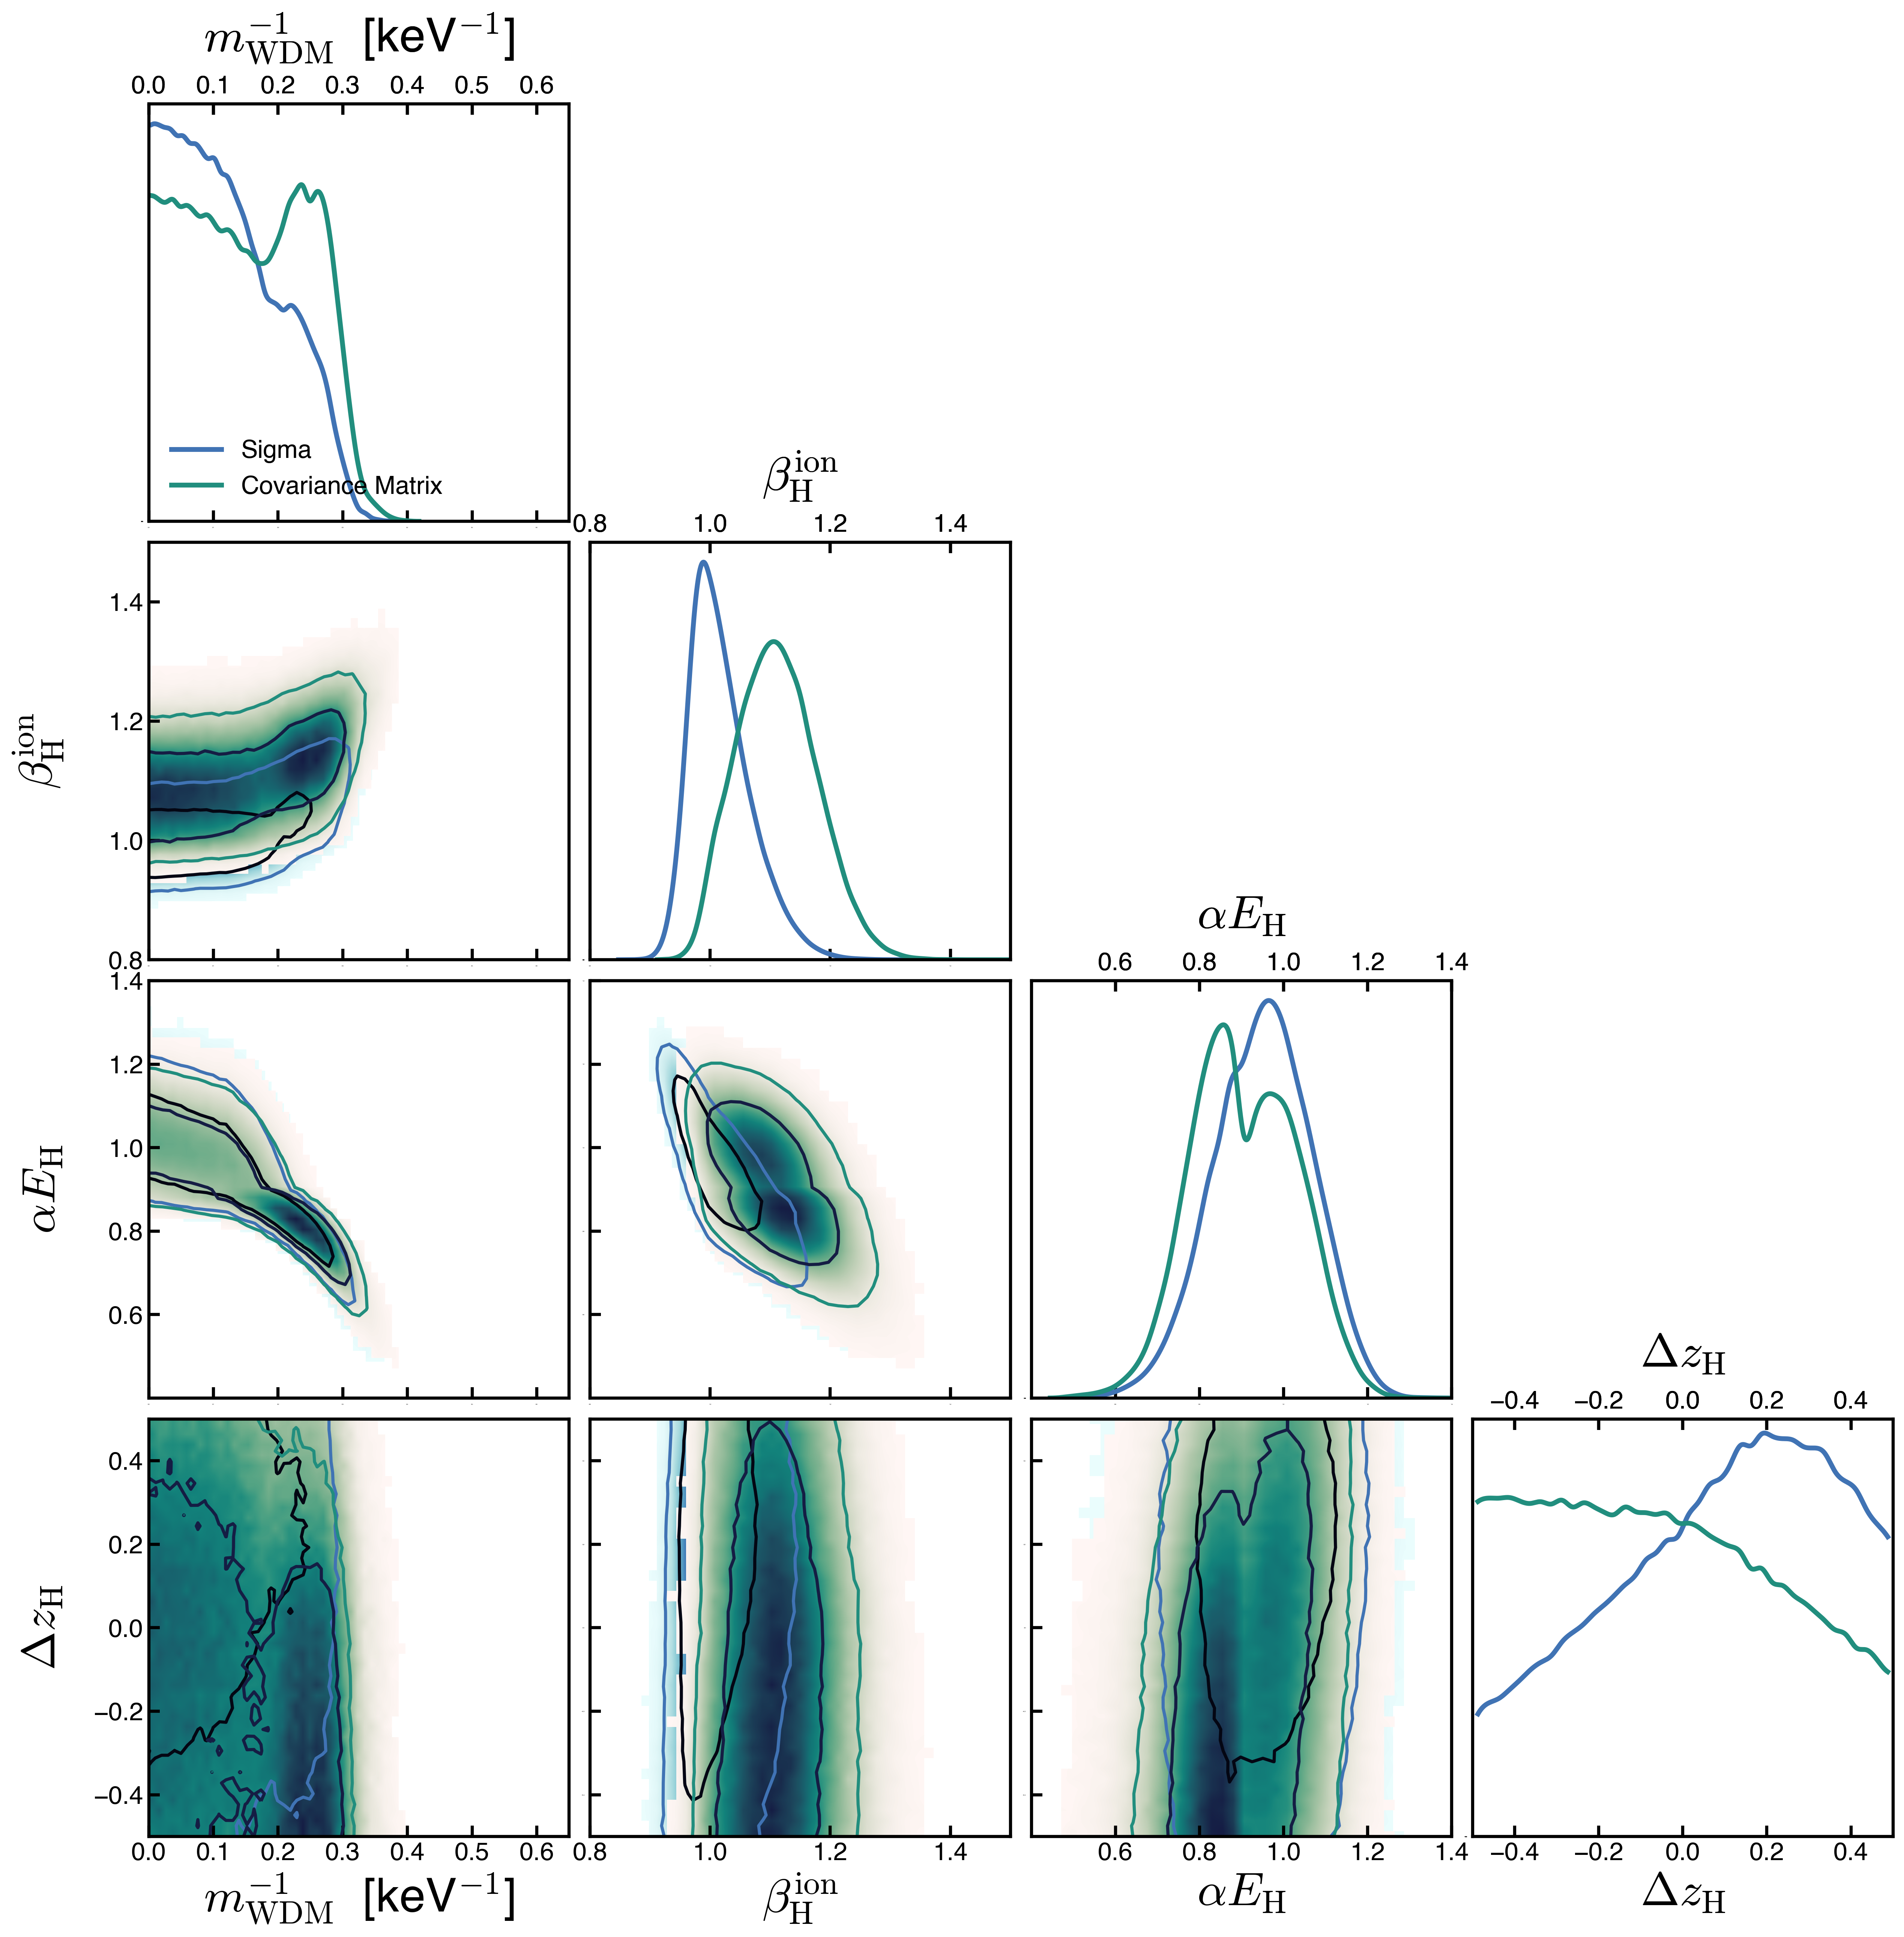 m_WDM^−1 [keV^−1]
0.0 0.1 0.2 0.3 0.4 0.5 0.6
Sigma
Covariance Matrix
β_H^ion
0.8 1.0 1.2 1.4
1.4
1.2
1.0
0.8
β_H^ion
αE_H
0.6 0.8 1.0 1.2 1.4
1.4
1.2
1.0
0.8
0.6
αE_H
Δz_H
−0.4 −0.2 0.0 0.2 0.4
0.4
0.2
0.0
−0.2
−0.4
Δz_H
0.0 0.1 0.2 0.3 0.4 0.5 0.6 0.8 1.0 1.2 1.4 0.6 0.8 1.0 1.2 1.4 −0.4 −0.2 0.0 0.2 0.4
m_WDM^−1 [keV^−1] β_H^ion αE_H Δz_H